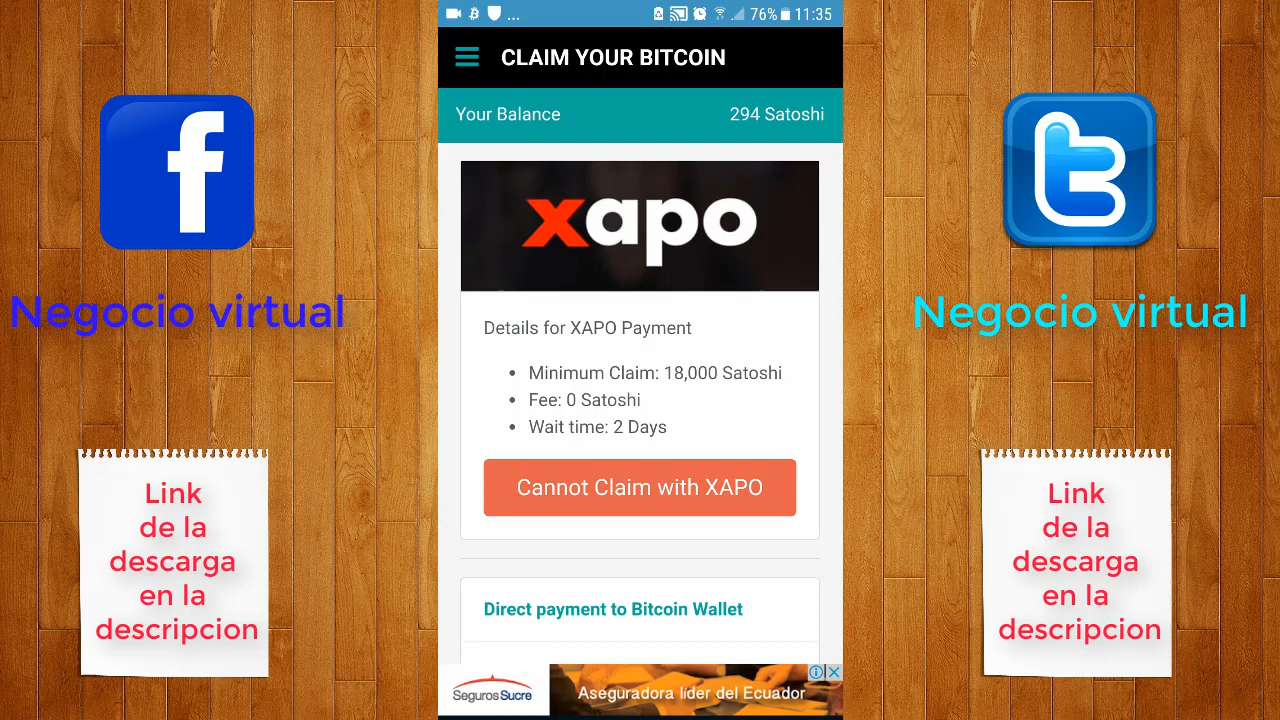 ... 76% 11:35
CLAIM YOUR BITCOIN
Your Balance 294 Satoshi
xapo
Details for XAPO Payment
• Minimum Claim: 18,000 Satoshi
• Fee: 0 Satoshi
• Wait time: 2 Days
Cannot Claim with XAPO
Direct payment to Bitcoin Wallet
SegurosSucre
Aseguradora líder del Ecuador
Negocio virtual
Link
de la
descarga
en la
descripcion
Negocio virtual
Link
de la
descarga
en la
descripcion